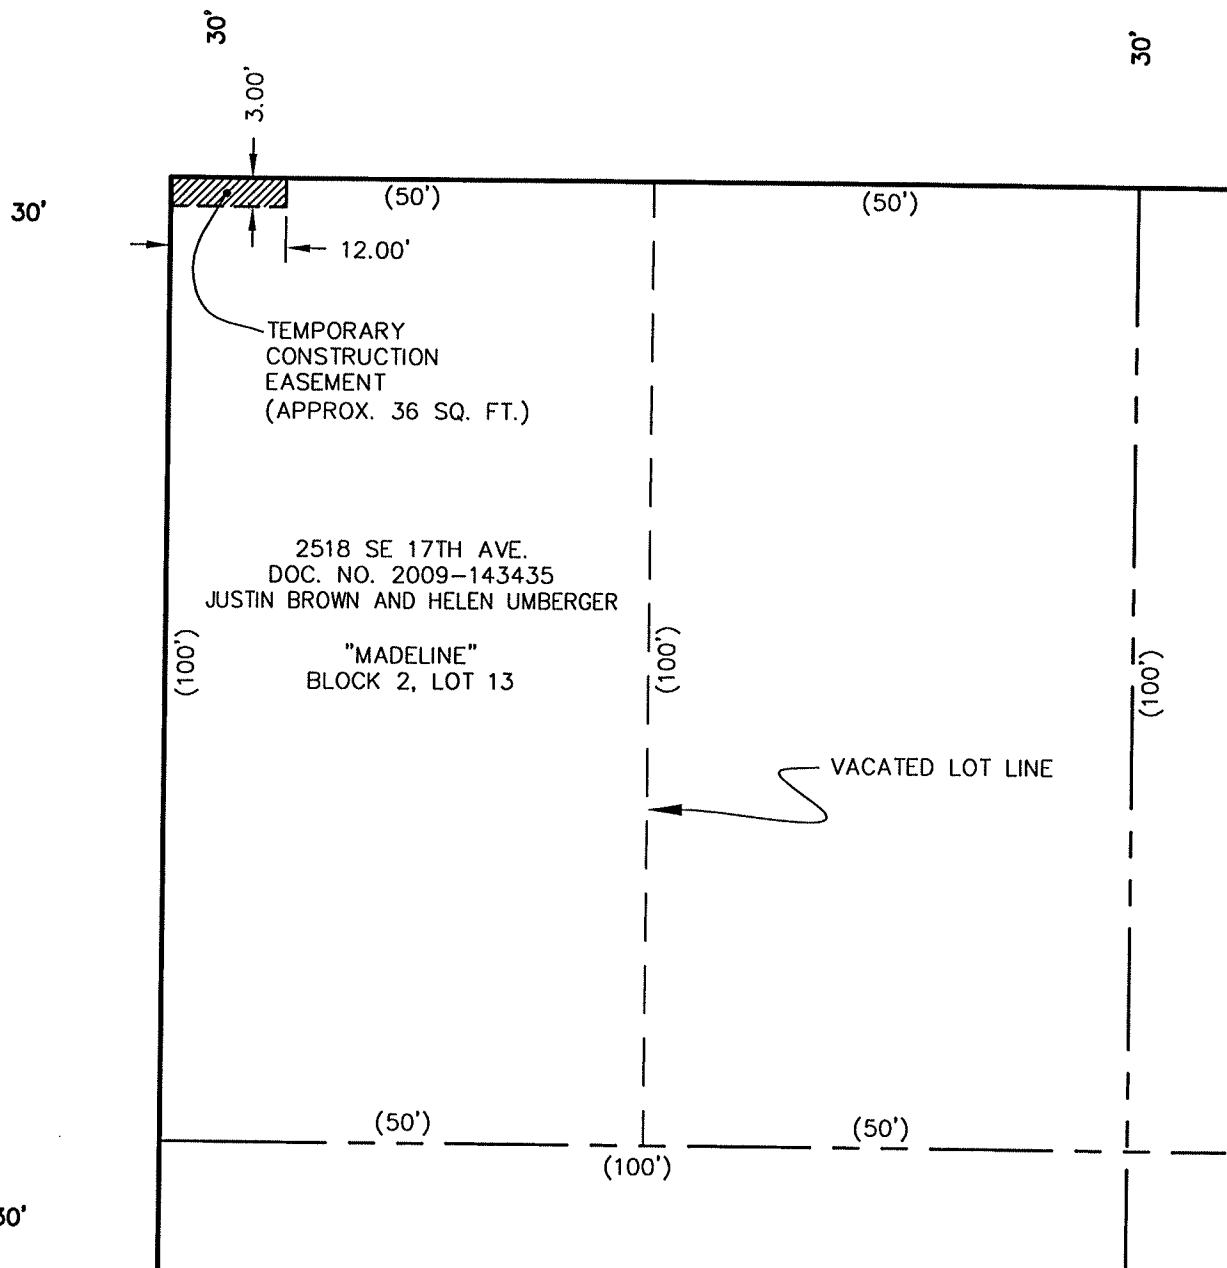 30'
30'
3.00'
30'
(50')
(50')
12.00'
TEMPORARY
CONSTRUCTION
EASEMENT
(APPROX. 36 SQ. FT.)
2518 SE 17TH AVE.
DOC. NO. 2009-143435
JUSTIN BROWN AND HELEN UMBERGER
"MADELINE"
BLOCK 2, LOT 13
(100')
(100')
(100')
VACATED LOT LINE
(50')
(50')
(100')
30'